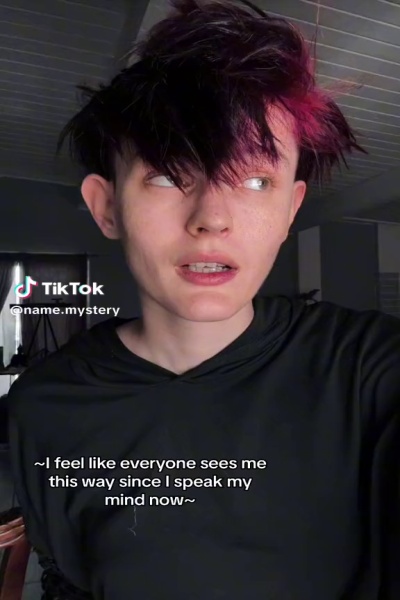 TikTok
@name.mystery
~I feel like everyone sees me
this way since I speak my
mind now~